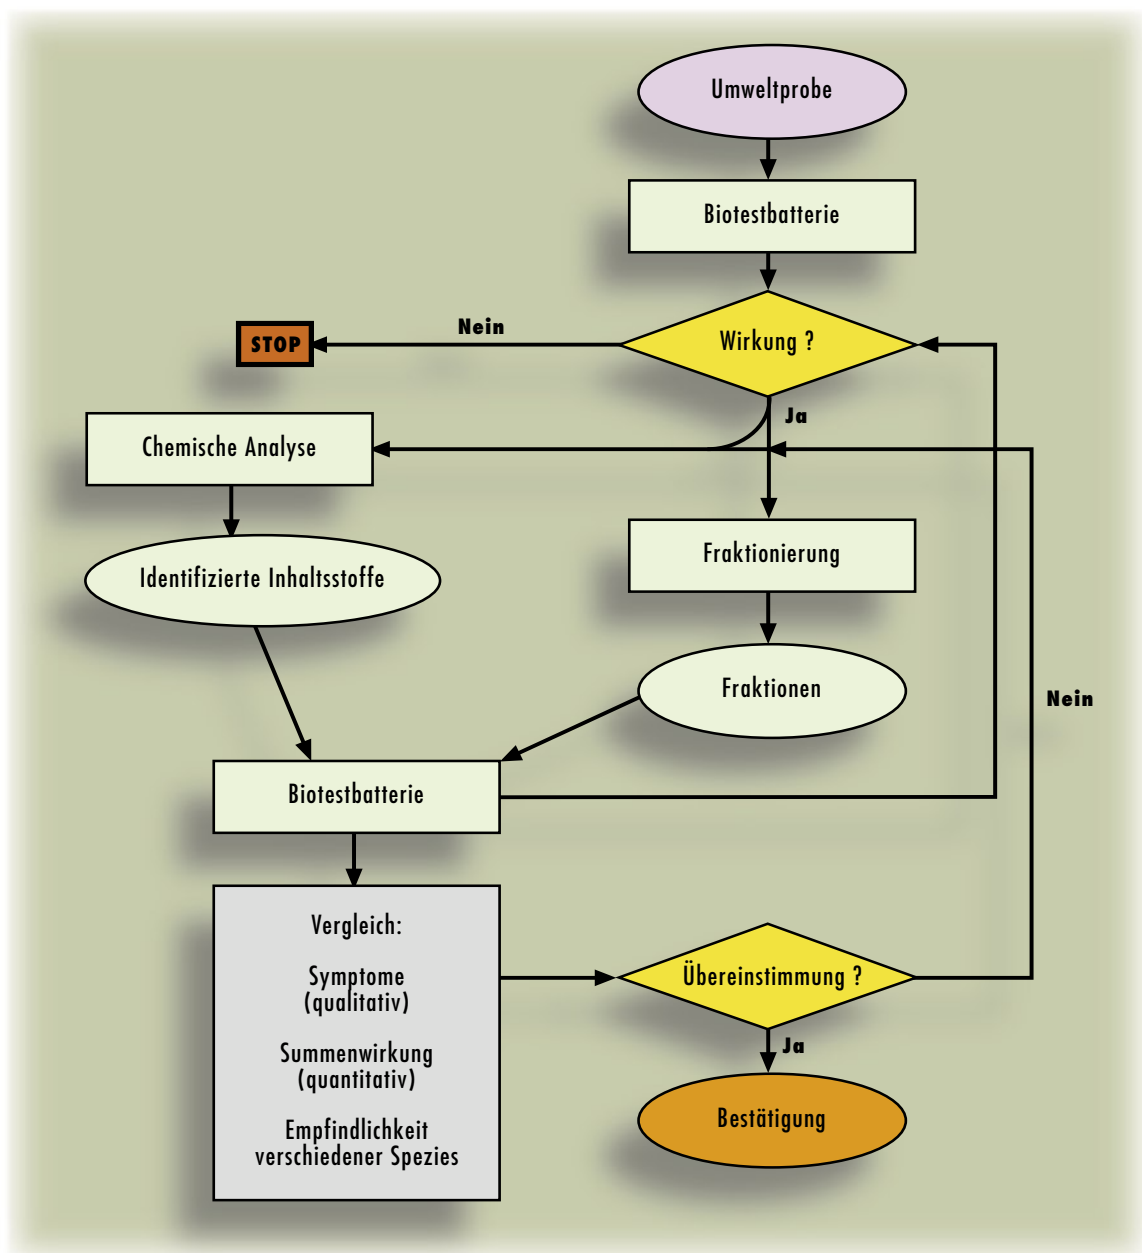 Umweltprobe
Biotestbatterie
Wirkung ?
Nein
STOP
Ja
Chemische Analyse
Fraktionierung
Identifizierte Inhaltsstoffe
Fraktionen
Nein
Biotestbatterie
Vergleich:
Symptome
(qualitativ)
Summenwirkung
(quantitativ)
Empfindlichkeit
verschiedener Spezies
Übereinstimmung ?
Ja
Bestätigung